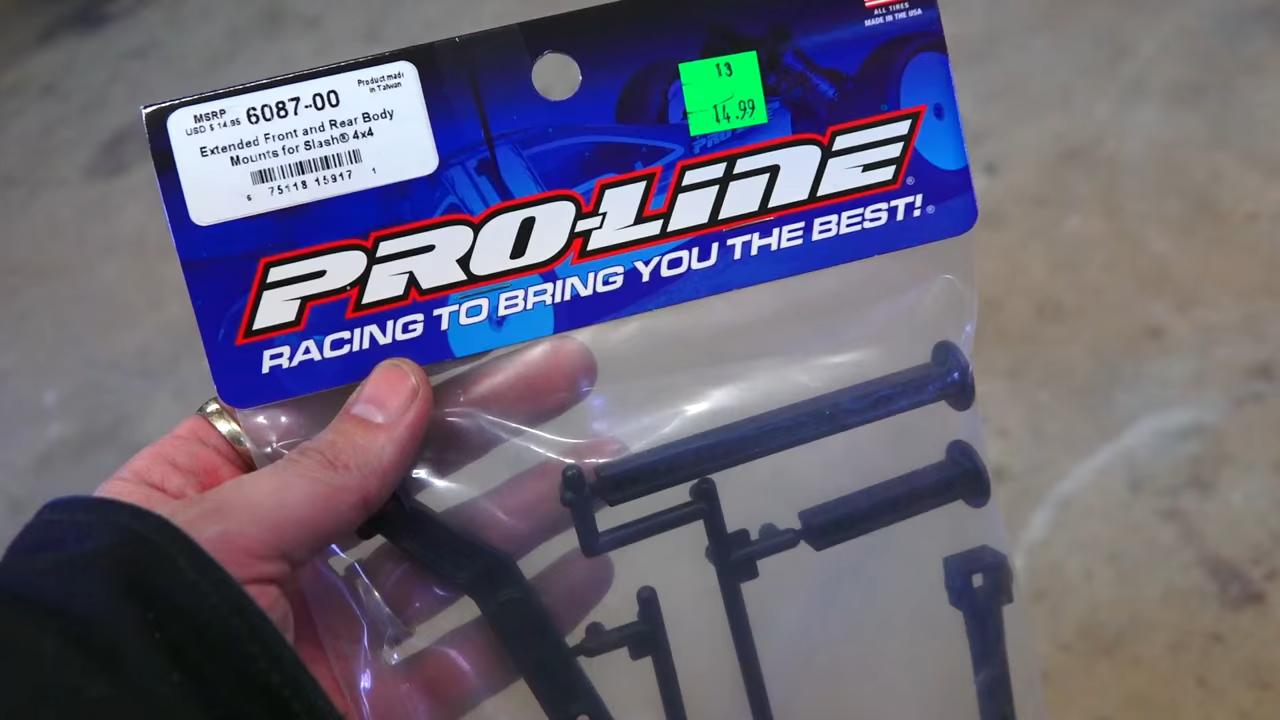 ALL TIRES
MADE IN THE USA
MSRP
USD $ 14.95
6087-00
Product made
in Taiwan
Extended Front and Rear Body
Mounts for Slash® 4x4
6 75118 15917 1
13
14.99
PRO-LINE®
RACING TO BRING YOU THE BEST!®